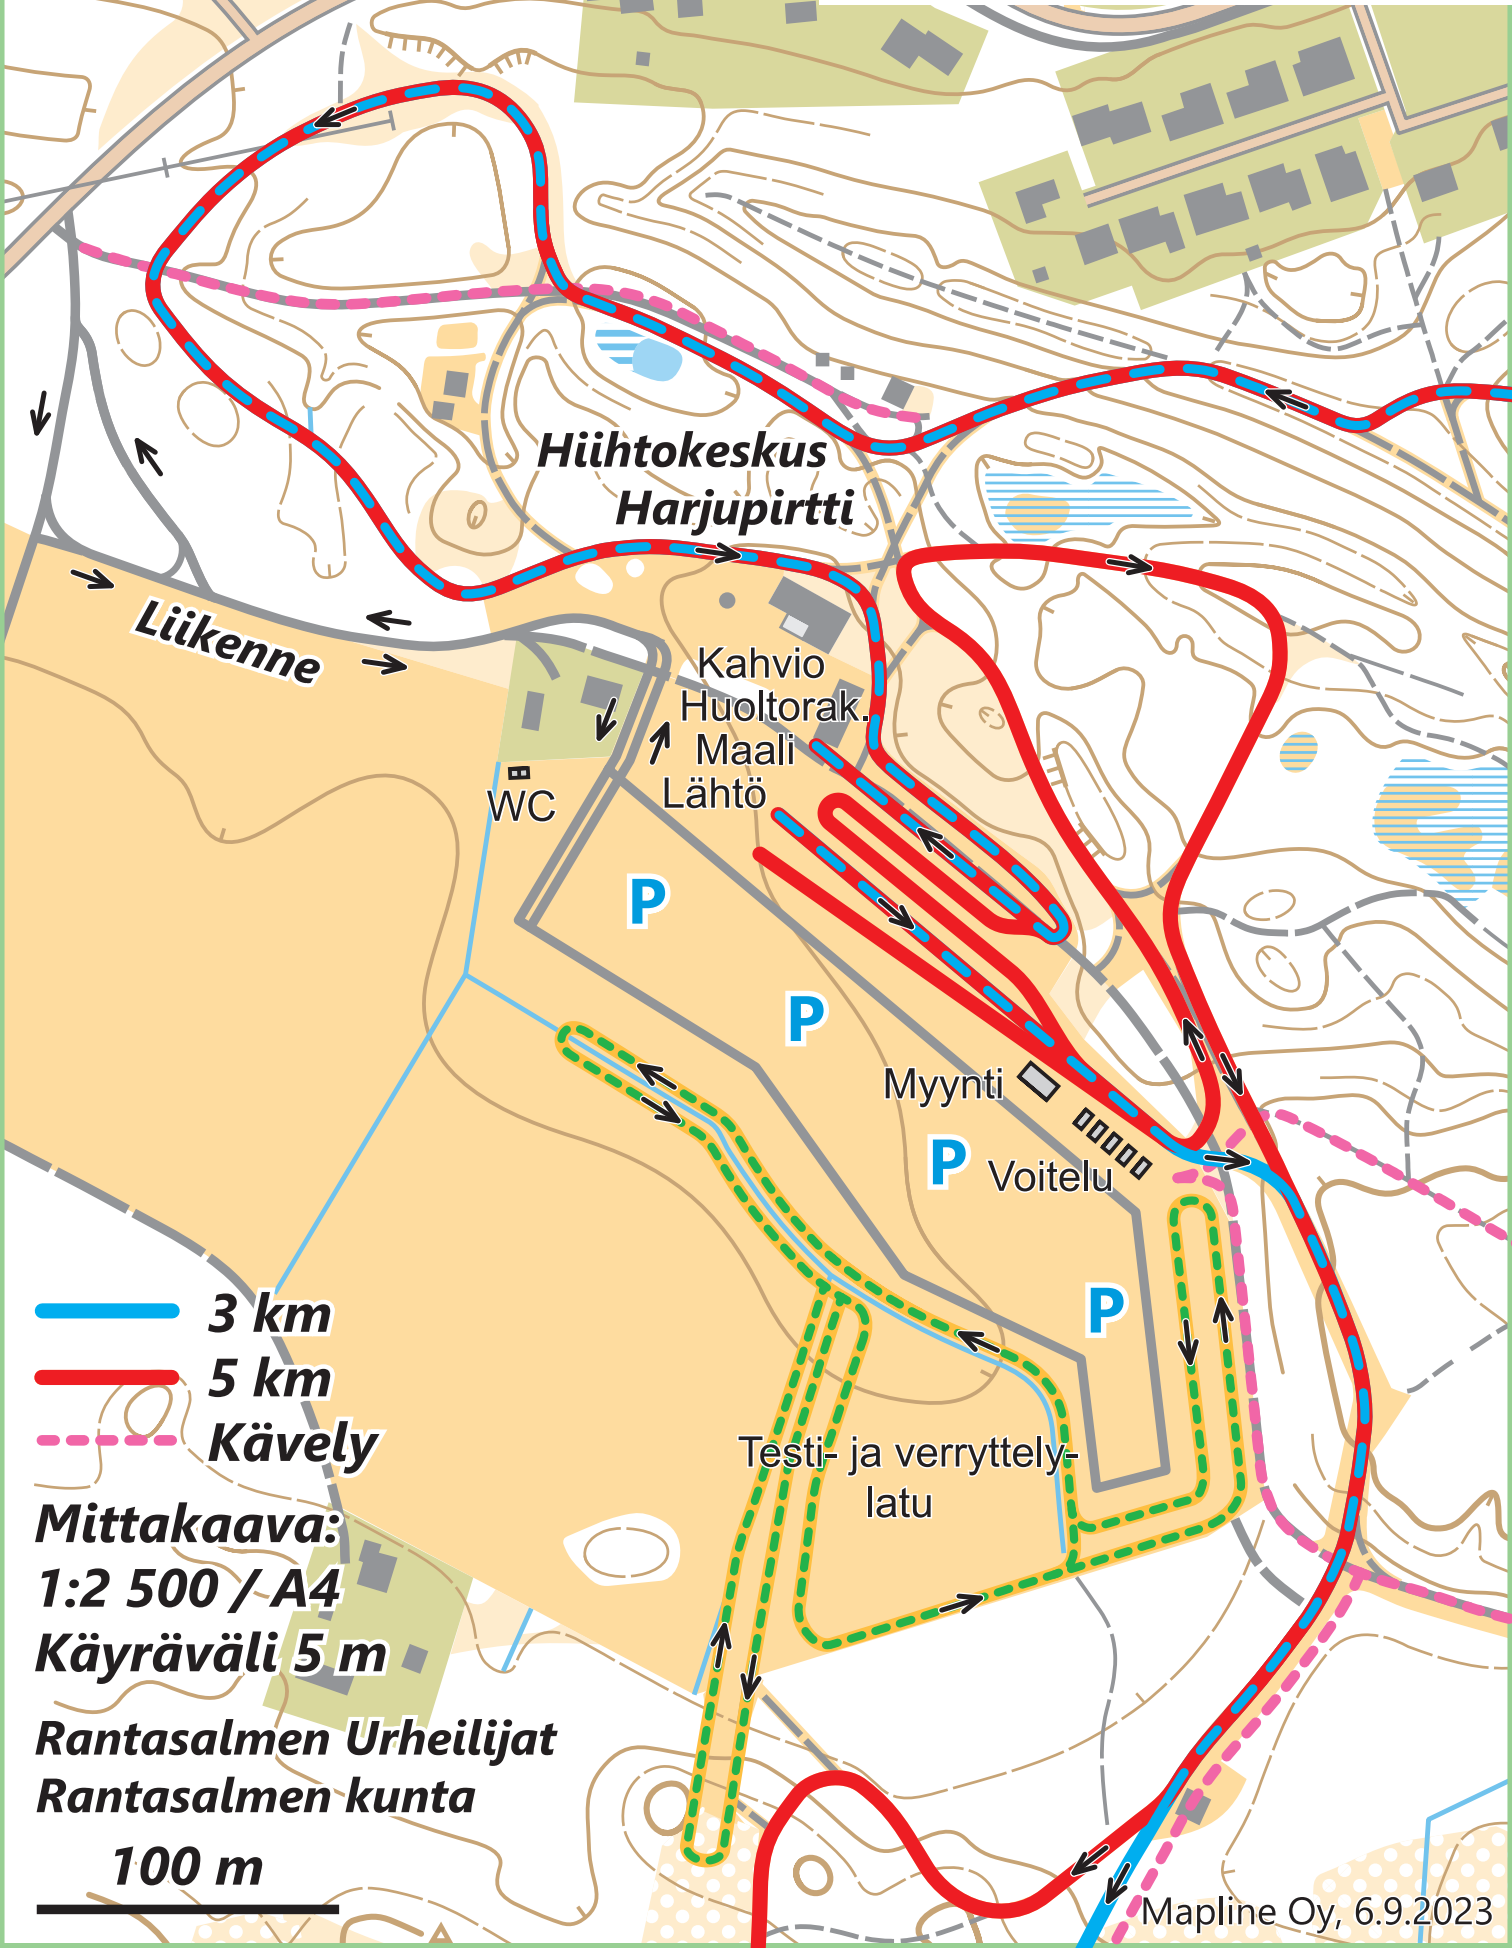 Hiihtokeskus
Harjupirtti
Liikenne
Kahvio
Huoltorak.
Maali
Lähtö
WC
P
P
Myynti
P
Voitelu
P
Testi- ja verryttely-
latu
3 km
5 km
Kävely
Mittakaava:
1:2 500 / A4
Käyräväli 5 m
Rantasalmen Urheilijat
Rantasalmen kunta
100 m
Mapline Oy, 6.9.2023